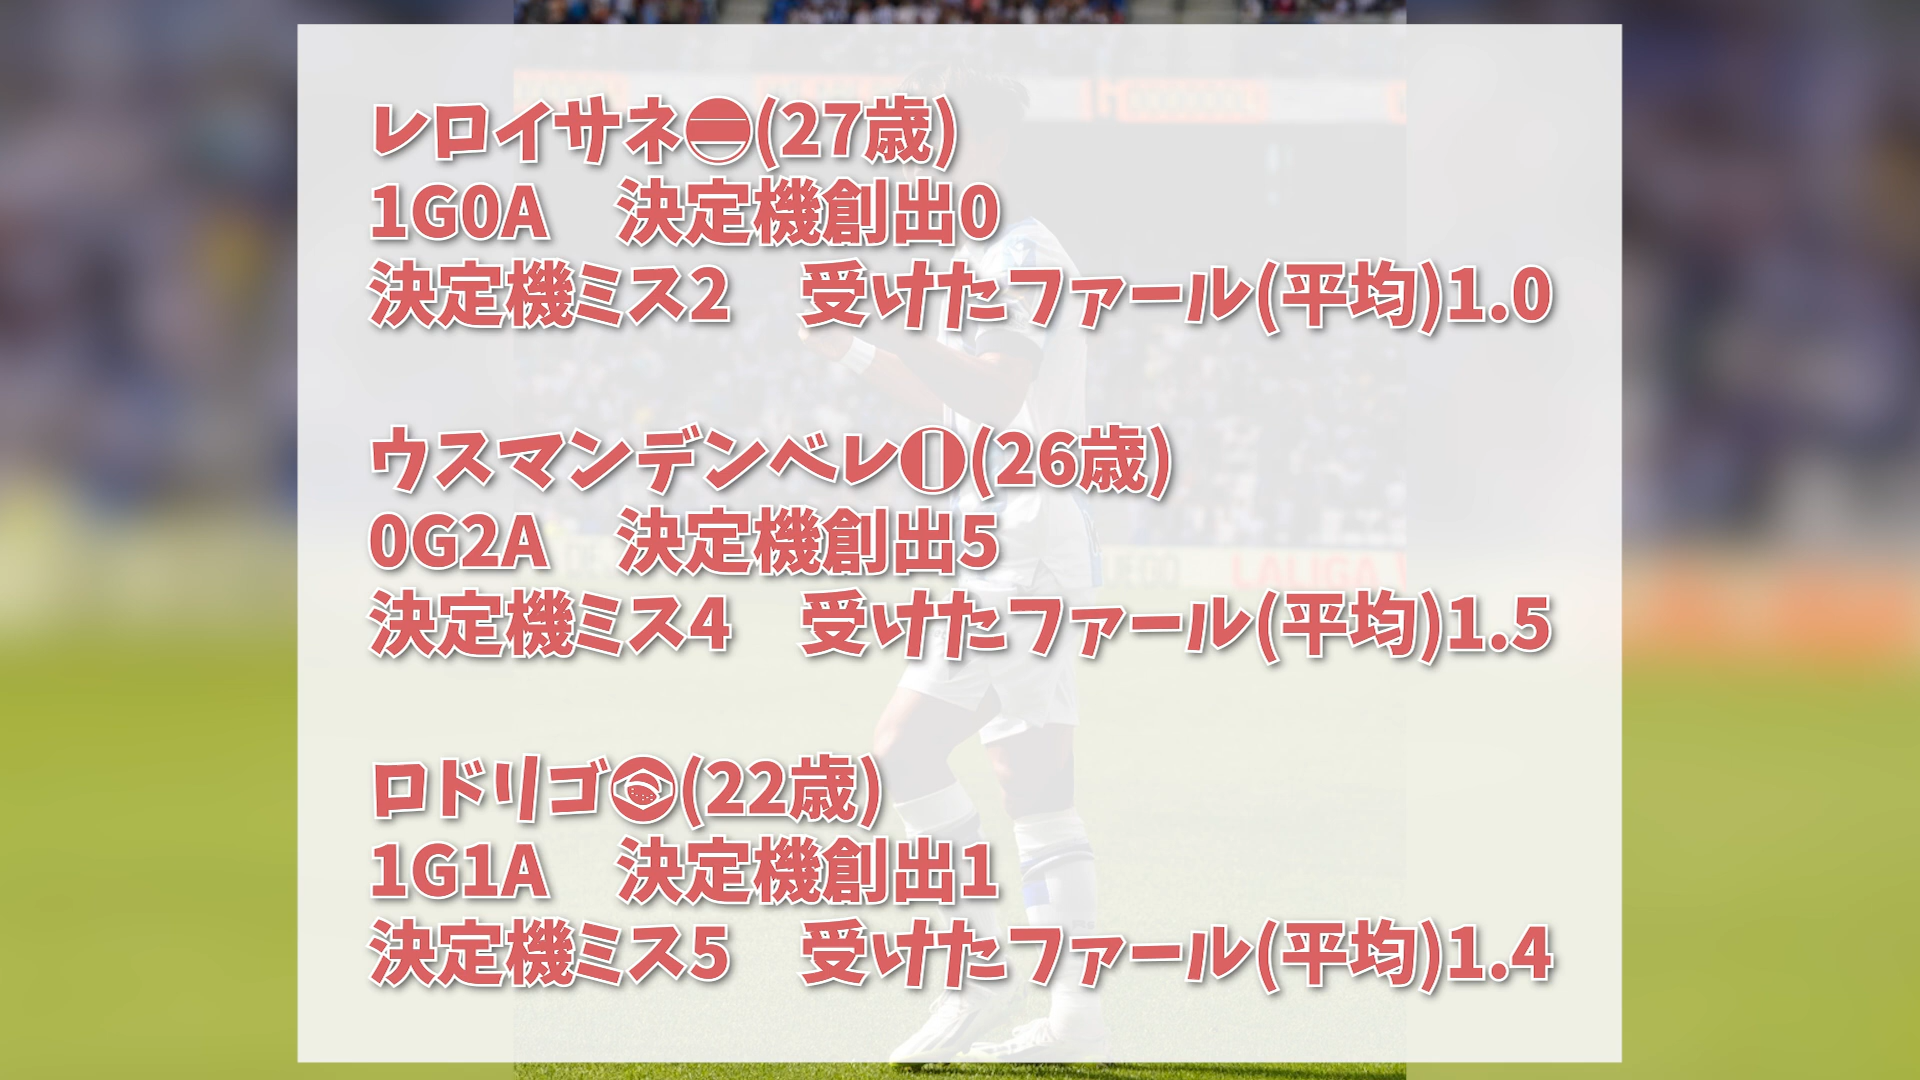 レロイサネ🇩🇪(27歳)
1G0A　決定機創出0
決定機ミス2　受けたファール(平均)1.0
ウスマンデンベレ🇫🇷(26歳)
0G2A　決定機創出5
決定機ミス4　受けたファール(平均)1.5
ロドリゴ🇧🇷(22歳)
1G1A　決定機創出1
決定機ミス5　受けたファール(平均)1.4
LALIGA